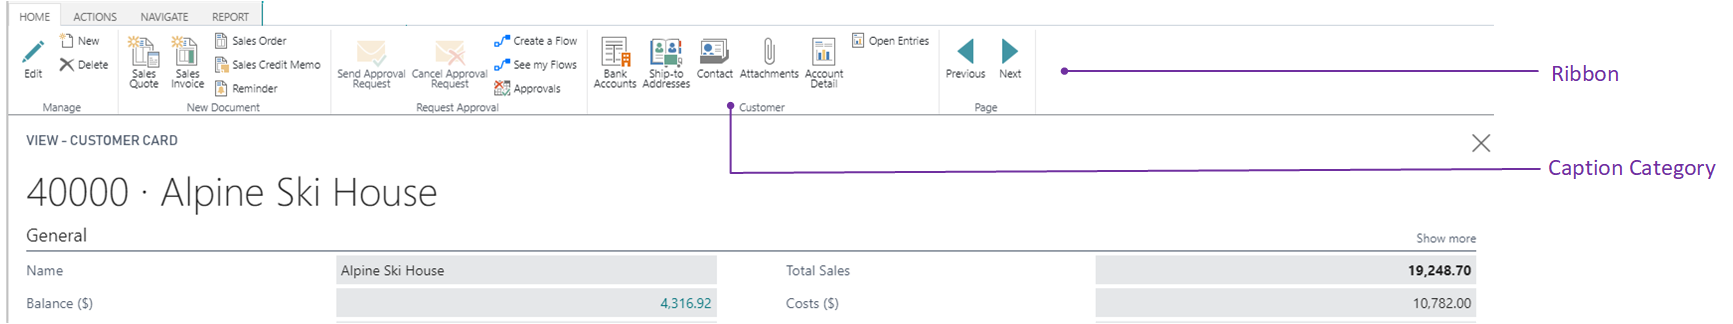 HOME ACTIONS NAVIGATE REPORT
Edit
New
Delete
Manage
Sales Quote
Sales Invoice
Sales Order
Sales Credit Memo
Reminder
New Document
Send Approval Request
Cancel Approval Request
Create a Flow
See my Flows
Approvals
Request Approval
Bank Accounts
Ship-to Addresses
Contact
Attachments
Account Detail
Open Entries
Customer
Previous
Next
Page
Ribbon
Caption Category
VIEW - CUSTOMER CARD
40000 · Alpine Ski House
General
Show more
Name Alpine Ski House Total Sales 19,248.70
Balance ($) 4,316.92 Costs ($) 10,782.00